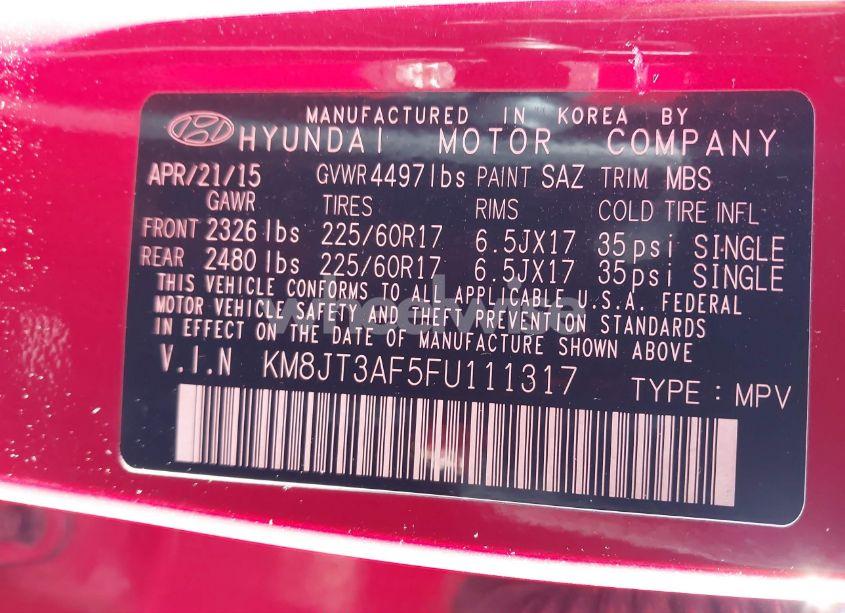 MANUFACTURED IN KOREA BY
HYUNDAI MOTOR COMPANY
APR/21/15 GVWR 4497lbs PAINT SAZ TRIM MBS
GAWR TIRES RIMS COLD TIRE INFL
FRONT 2326 lbs 225/60R17 6.5JX17 35psi SINGLE
REAR 2480 lbs 225/60R17 6.5JX17 35psi SINGLE
THIS VEHICLE CONFORMS TO ALL APPLICABLE U.S.A. FEDERAL
MOTOR VEHICLE SAFETY AND THEFT PREVENTION STANDARDS
IN EFFECT ON THE DATE OF MANUFACTURE SHOWN ABOVE
V.I.N KM8JT3AF5FU111317 TYPE : MPV